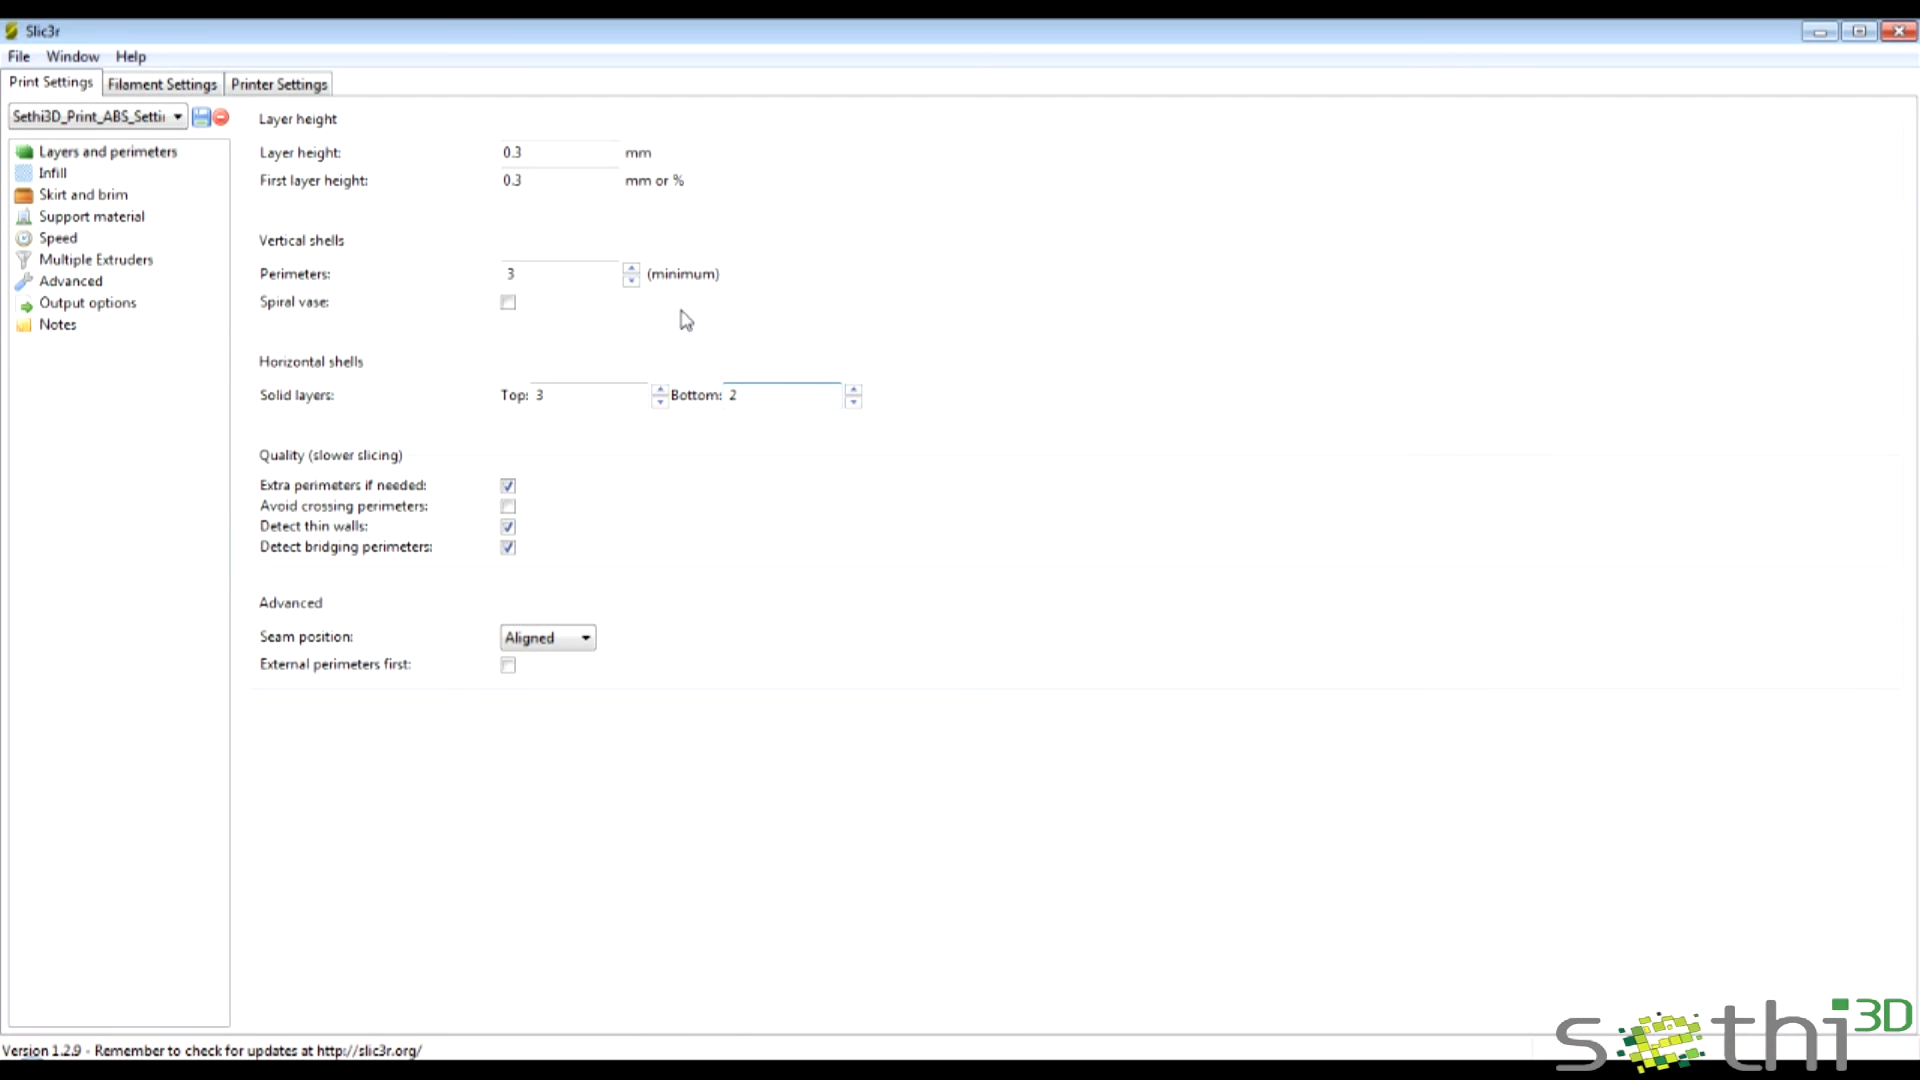 Slic3r
File Window Help
Print Settings Filament Settings Printer Settings
Sethi3D_Print_ABS_Settii
Layers and perimeters
Infill
Skirt and brim
Support material
Speed
Multiple Extruders
Advanced
Output options
Notes
Layer height
Layer height: 0.3 mm
First layer height: 0.3 mm or %
Vertical shells
Perimeters: 3 (minimum)
Spiral vase:
Horizontal shells
Solid layers: Top: 3 Bottom: 2
Quality (slower slicing)
Extra perimeters if needed:
Avoid crossing perimeters:
Detect thin walls:
Detect bridging perimeters:
Advanced
Seam position: Aligned
External perimeters first:
Version 1.2.9 - Remember to check for updates at http://slic3r.org/
sethi3D